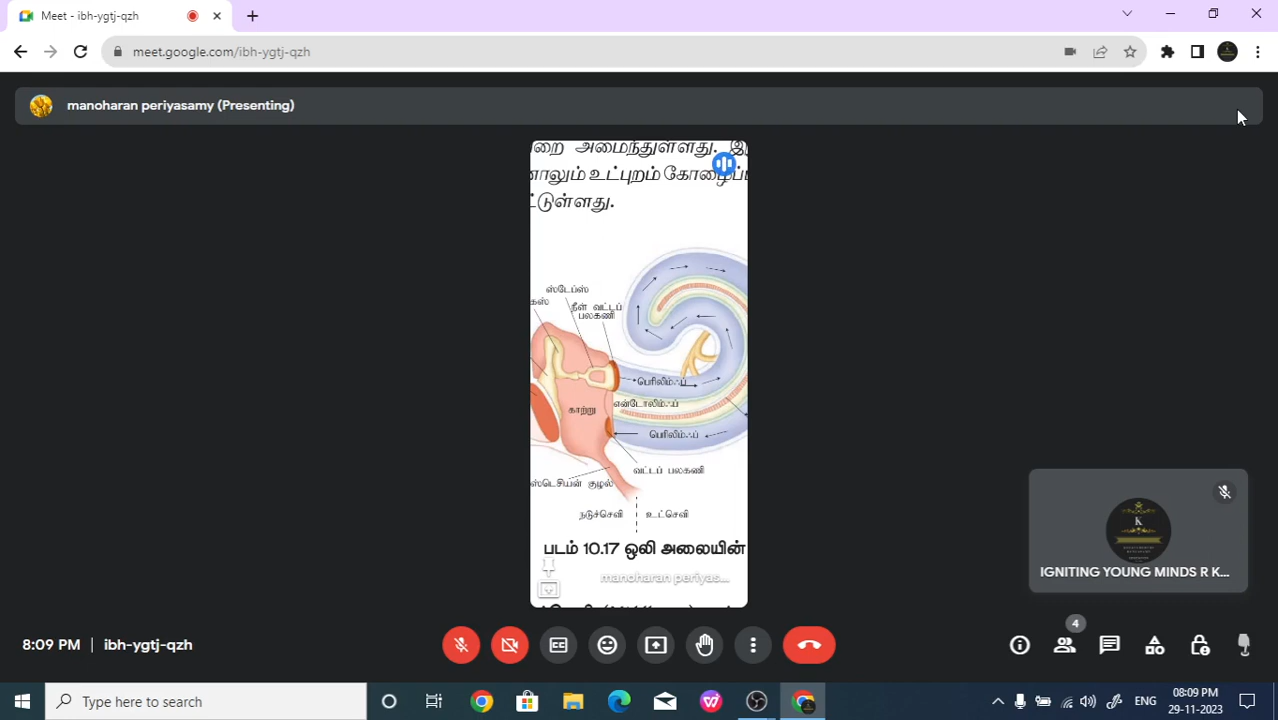 Meet - ibh-ygtj-qzh
meet.google.com/ibh-ygtj-qzh
manoharan periyasamy (Presenting)
றை அமைந்துள்ளது. இ
னாலும் உட்புறம் கோழைப்
ட்டுள்ளது.
ஸ்டேப்ஸ்
கஸ்
நீள் வட்டப்
பலகணி
பெரிலிம்ஃப்
என்டோலிம்ஃப்
காற்று
பெரிலிம்ஃப்
வட்டப் பலகணி
ஸ்டெசியன் குழல்
நடுச்செவி
உட்செவி
படம் 10.17 ஒலி அலையின்
manoharan periyas...
K
IGNITING YOUNG MINDS R K...
8:09 PM | ibh-ygtj-qzh
4
Type here to search
ENG
08:09 PM
29-11-2023